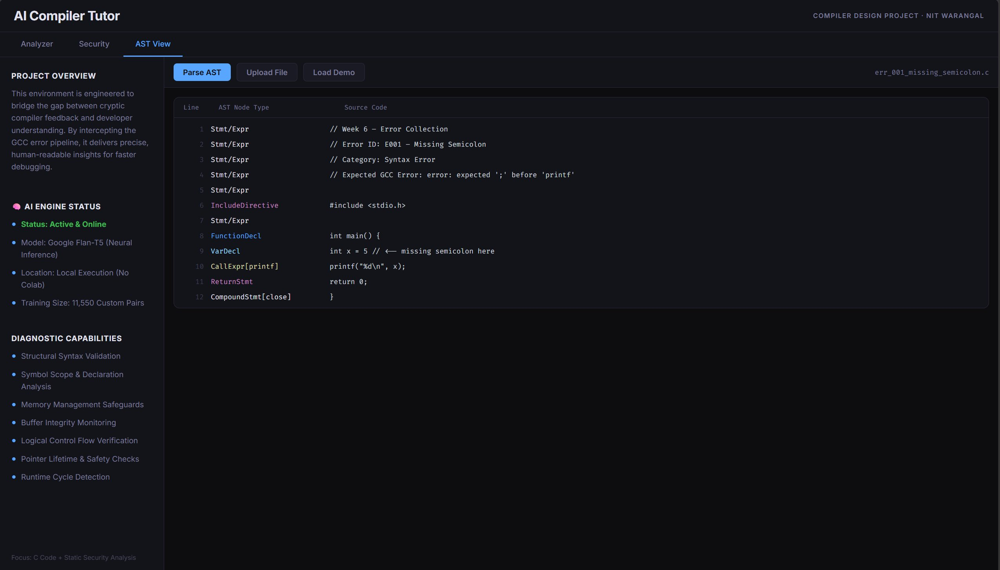 AI Compiler Tutor
COMPILER DESIGN PROJECT · NIT WARANGAL
Analyzer Security AST View
PROJECT OVERVIEW
This environment is engineered to
bridge the gap between cryptic
compiler feedback and developer
understanding. By intercepting the
GCC error pipeline, it delivers precise,
human-readable insights for faster
debugging.
🧠 AI ENGINE STATUS
Status: Active & Online
Model: Google Flan-T5 (Neural
Inference)
Location: Local Execution (No
Colab)
Training Size: 11,550 Custom Pairs
DIAGNOSTIC CAPABILITIES
Structural Syntax Validation
Symbol Scope & Declaration
Analysis
Memory Management Safeguards
Buffer Integrity Monitoring
Logical Control Flow Verification
Pointer Lifetime & Safety Checks
Runtime Cycle Detection
Focus: C Code + Static Security Analysis
Parse AST Upload File Load Demo
err_001_missing_semicolon.c
Line AST Node Type Source Code
1 Stmt/Expr // Week 6 — Error Collection
2 Stmt/Expr // Error ID: E001 — Missing Semicolon
3 Stmt/Expr // Category: Syntax Error
4 Stmt/Expr // Expected GCC Error: error: expected ';' before 'printf'
5 Stmt/Expr
6 IncludeDirective #include <stdio.h>
7 Stmt/Expr
8 FunctionDecl int main() {
9 VarDecl int x = 5 // <-- missing semicolon here
10 CallExpr[printf] printf("%d\n", x);
11 ReturnStmt return 0;
12 CompoundStmt[close] }